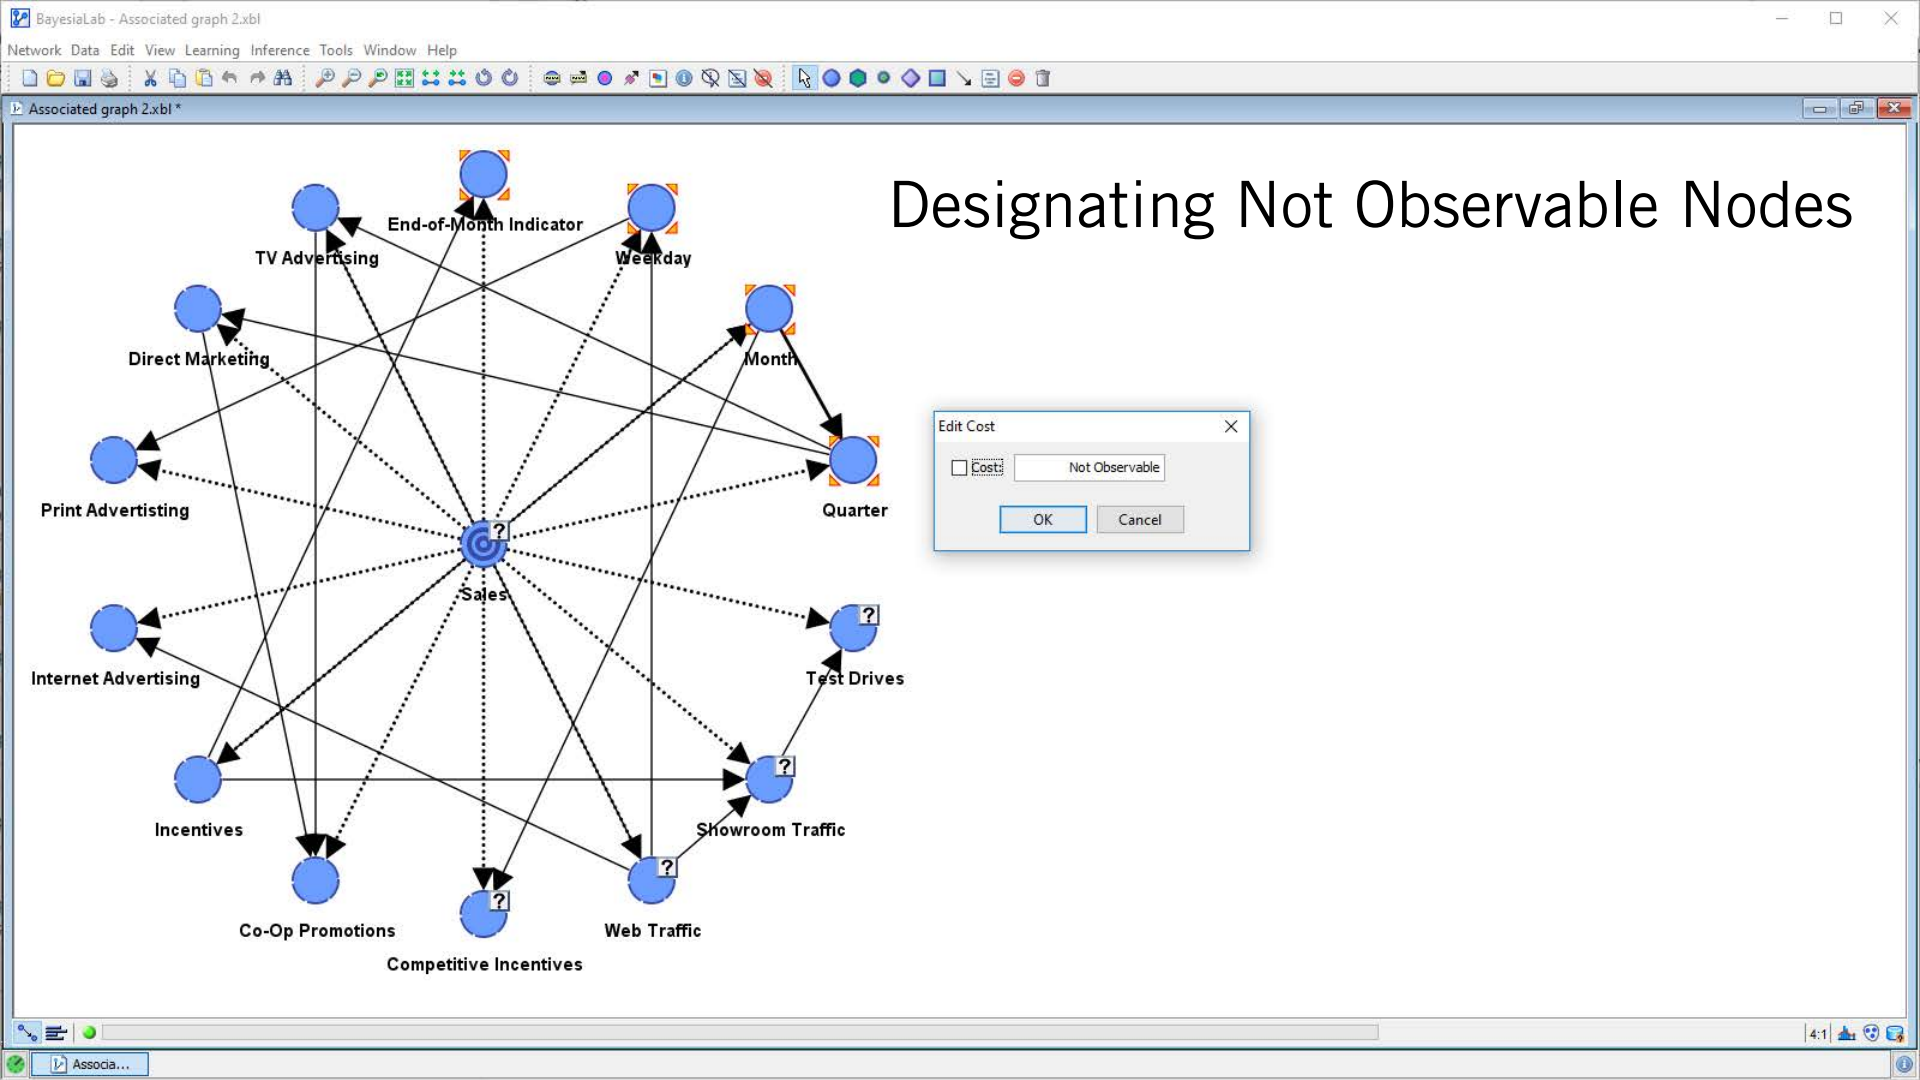 BayesiaLab - Associated graph 2.xbl
Network Data Edit View Learning Inference Tools Window Help
Associated graph 2.xbl *
Designating Not Observable Nodes
End-of-Month Indicator
TV Advertising
Weekday
Direct Marketing
Month
Edit Cost
Cost:
Not Observable
OK
Cancel
Print Advertisting
Quarter
?
Sales
?
Internet Advertising
Test Drives
?
Incentives
Showroom Traffic
?
?
Co-Op Promotions
Web Traffic
Competitive Incentives
4:1
Associa...